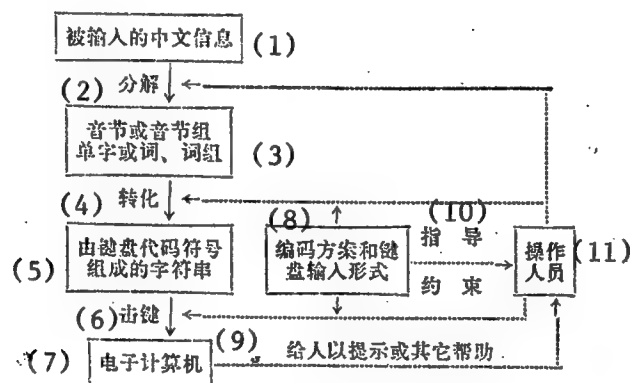 被输入的中文信息 (1)
(2) 分解
音节或音节组
单字或词、词组 (3)
(4) 转化
(8) (10)
由键盘代码符号
组成的字符串
(5)
编码方案和键
盘输入形式
指 导
约 束
操作
人员
(11)
(6) 击键
(7) 电子计算机 (9) 给人以提示或其它帮助